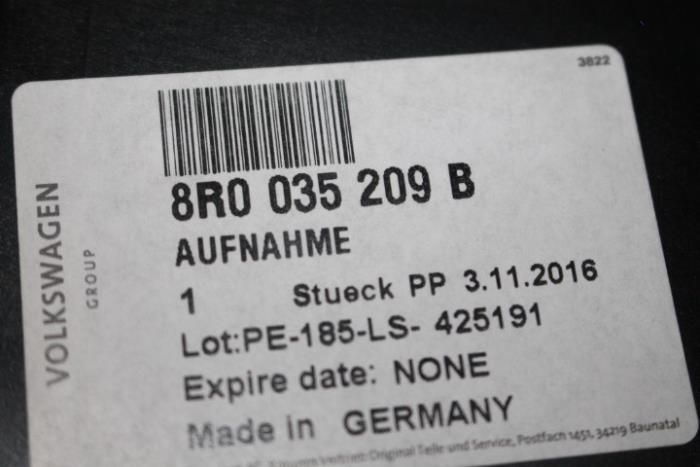 3822
8R0 035 209 B
AUFNAHME
1 Stueck PP 3.11.2016
Lot:PE-185-LS- 425191
Expire date: NONE
Made in GERMANY
Original Teile und Service, Postfach 1451, 34219 Baunatal
VOLKSWAGEN
GROUP